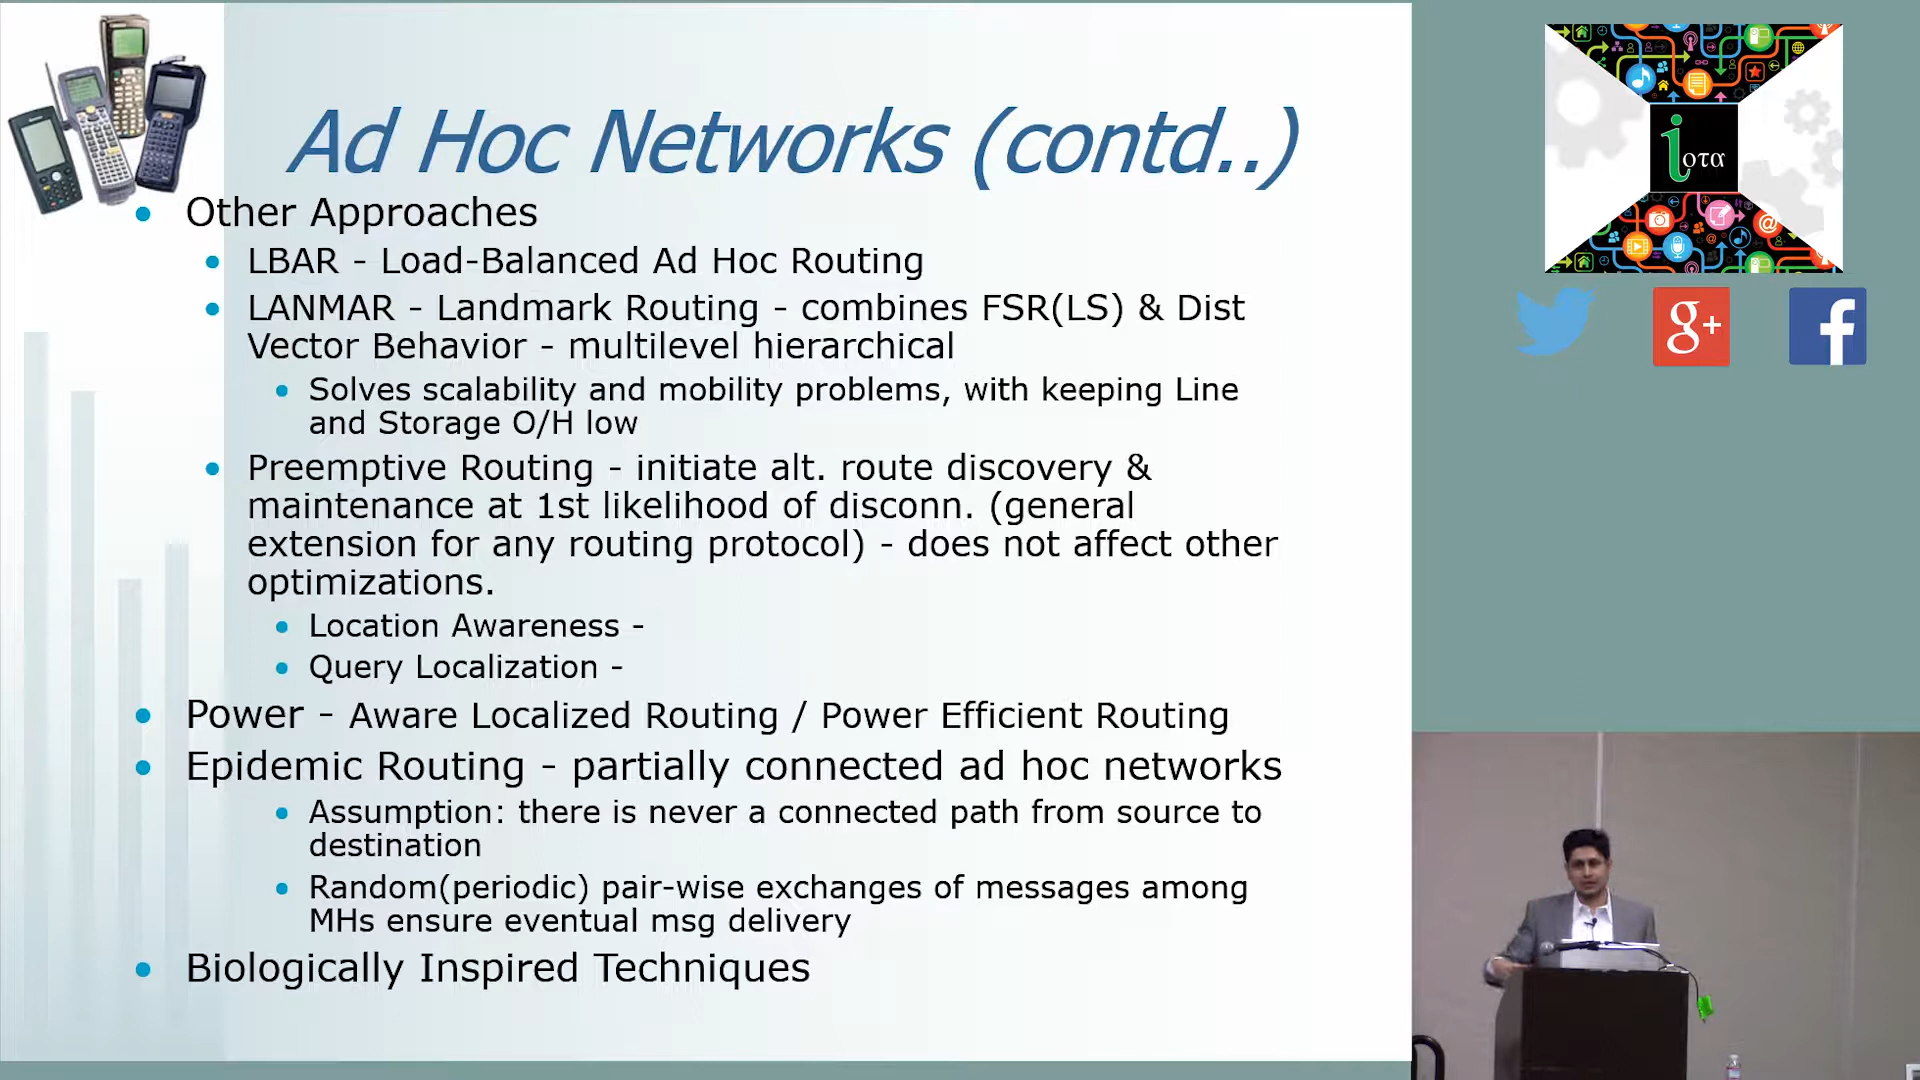 Ad Hoc Networks (contd..)
Other Approaches
LBAR - Load-Balanced Ad Hoc Routing
LANMAR - Landmark Routing - combines FSR(LS) & Dist
Vector Behavior - multilevel hierarchical
Solves scalability and mobility problems, with keeping Line
and Storage O/H low
Preemptive Routing - initiate alt. route discovery &
maintenance at 1st likelihood of disconn. (general
extension for any routing protocol) - does not affect other
optimizations.
Location Awareness -
Query Localization -
Power - Aware Localized Routing / Power Efficient Routing
Epidemic Routing - partially connected ad hoc networks
Assumption: there is never a connected path from source to
destination
Random(periodic) pair-wise exchanges of messages among
MHs ensure eventual msg delivery
Biologically Inspired Techniques
iοτα
g+
f